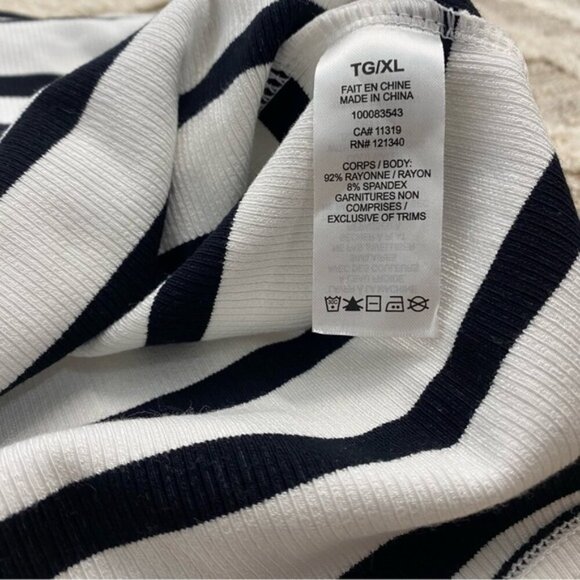 TG/XL
FAIT EN CHINE
MADE IN CHINA
100083543
CA# 11319
RN# 121340
CORPS / BODY:
92% RAYONNE / RAYON
8% SPANDEX
GARNITURES NON
COMPRISES /
EXCLUSIVE OF TRIMS